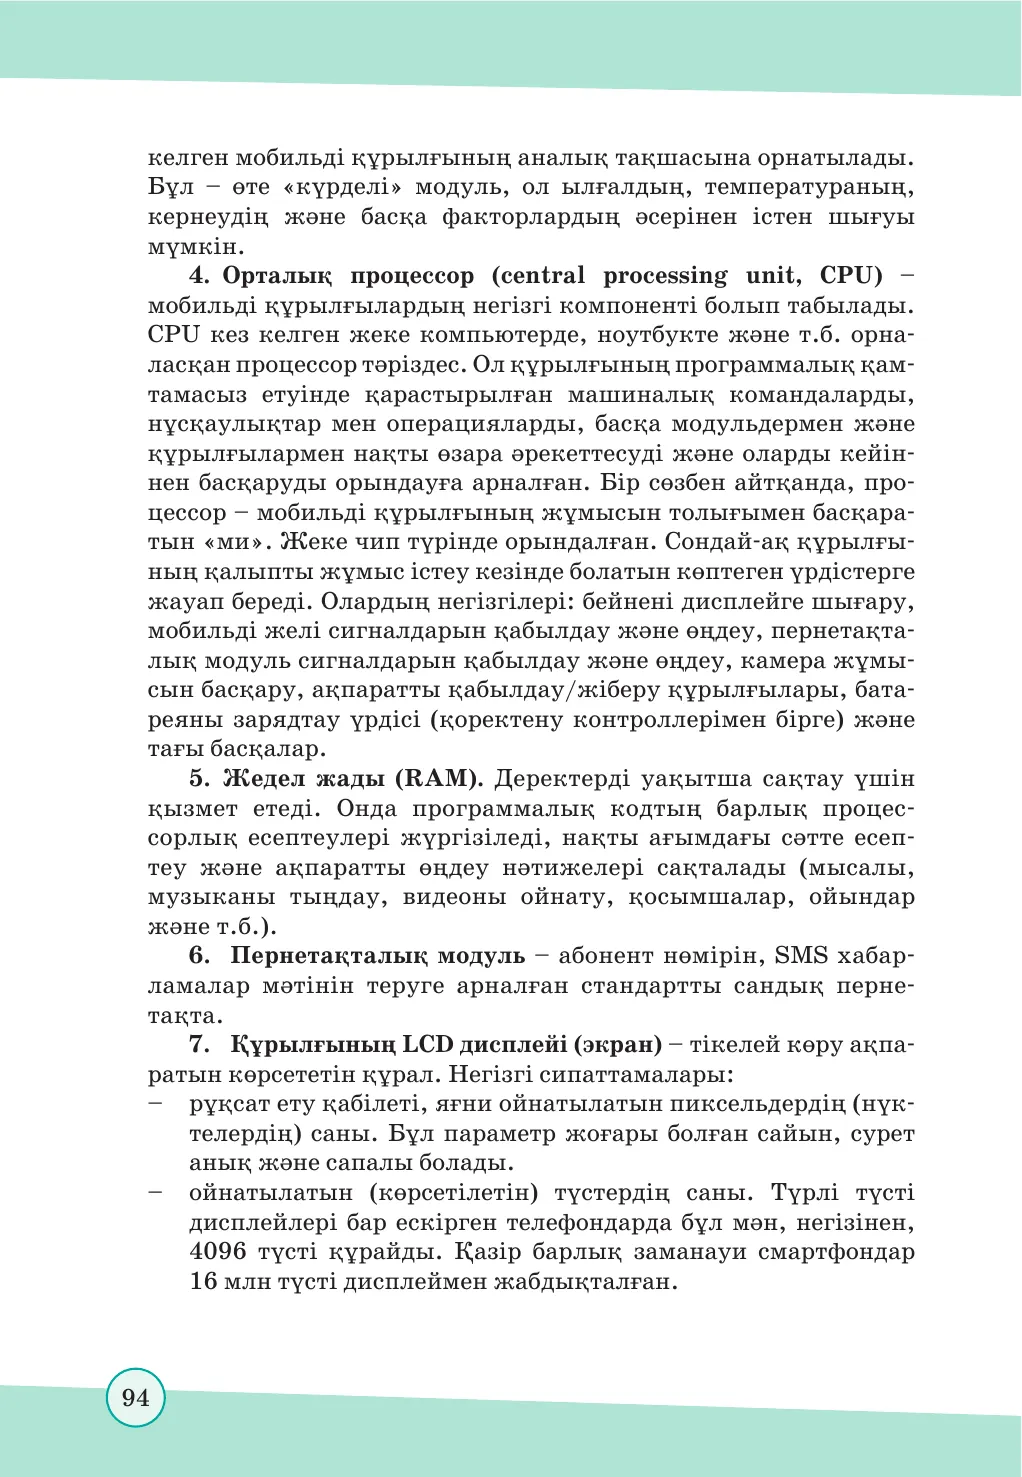 келген мобильді құрылғының аналық тақшасына орнатылады.
Бұл – өте «күрделі» модуль, ол ылғалдың, температураның,
кернеудің және басқа факторлардың әсерінен істен шығуы
мүмкін.
4. Орталық процессор (central processing unit, CPU) –
мобильді құрылғылардың негізгі компоненті болып табылады.
CPU кез келген жеке компьютерде, ноутбукте және т.б. орна-
ласқан процессор тәріздес. Ол құрылғының программалық қам-
тамасыз етуінде қарастырылған машиналық командаларды,
нұсқаулықтар мен операцияларды, басқа модульдермен және
құрылғылармен нақты өзара әрекеттесуді және оларды кейін-
нен басқаруды орындауға арналған. Бір сөзбен айтқанда, про-
цессор – мобильді құрылғының жұмысын толығымен басқара-
тын «ми». Жеке чип түрінде орындалған. Сондай-ақ құрылғы-
ның қалыпты жұмыс істеу кезінде болатын көптеген үрдістерге
жауап береді. Олардың негізгілері: бейнені дисплейге шығару,
мобильді желі сигналдарын қабылдау және өңдеу, пернетақта-
лық модуль сигналдарын қабылдау және өңдеу, камера жұмы-
сын басқару, ақпаратты қабылдау/жіберу құрылғылары, бата-
реяны зарядтау үрдісі (қоректену контроллерімен бірге) және
тағы басқалар.
5. Жедел жады (RAM). Деректерді уақытша сақтау үшін
қызмет етеді. Онда программалық кодтың барлық процес-
сорлық есептеулері жүргізіледі, нақты ағымдағы сәтте есеп-
теу және ақпаратты өңдеу нәтижелері сақталады (мысалы,
музыканы тыңдау, видеоны ойнату, қосымшалар, ойындар
және т.б.).
6. Пернетақталық модуль – абонент нөмірін, SMS хабар-
ламалар мәтінін теруге арналған стандартты сандық перне-
тақта.
7. Құрылғының LCD дисплейі (экран) – тікелей көру ақпа-
ратын көрсететін құрал. Негізгі сипаттамалары:
– рұқсат ету қабілеті, яғни ойнатылатын пиксельдердің (нүк-
телердің) саны. Бұл параметр жоғары болған сайын, сурет
анық және сапалы болады.
– ойнатылатын (көрсетілетін) түстердің саны. Түрлі түсті
дисплейлері бар ескірген телефондарда бұл мән, негізінен,
4096 түсті құрайды. Қазір барлық заманауи смартфондар
16 млн түсті дисплеймен жабдықталған.
94